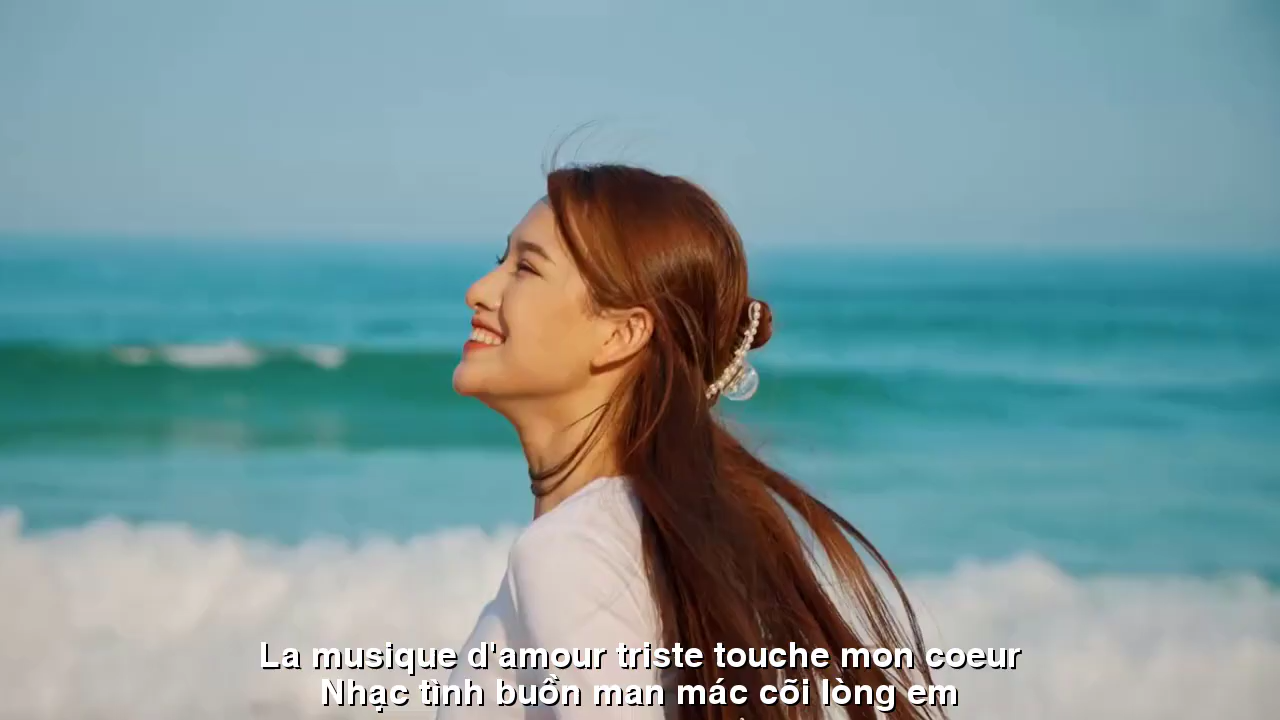 La musique d'amour triste touche mon coeur
Nhạc tình buồn man mác cõi lòng em